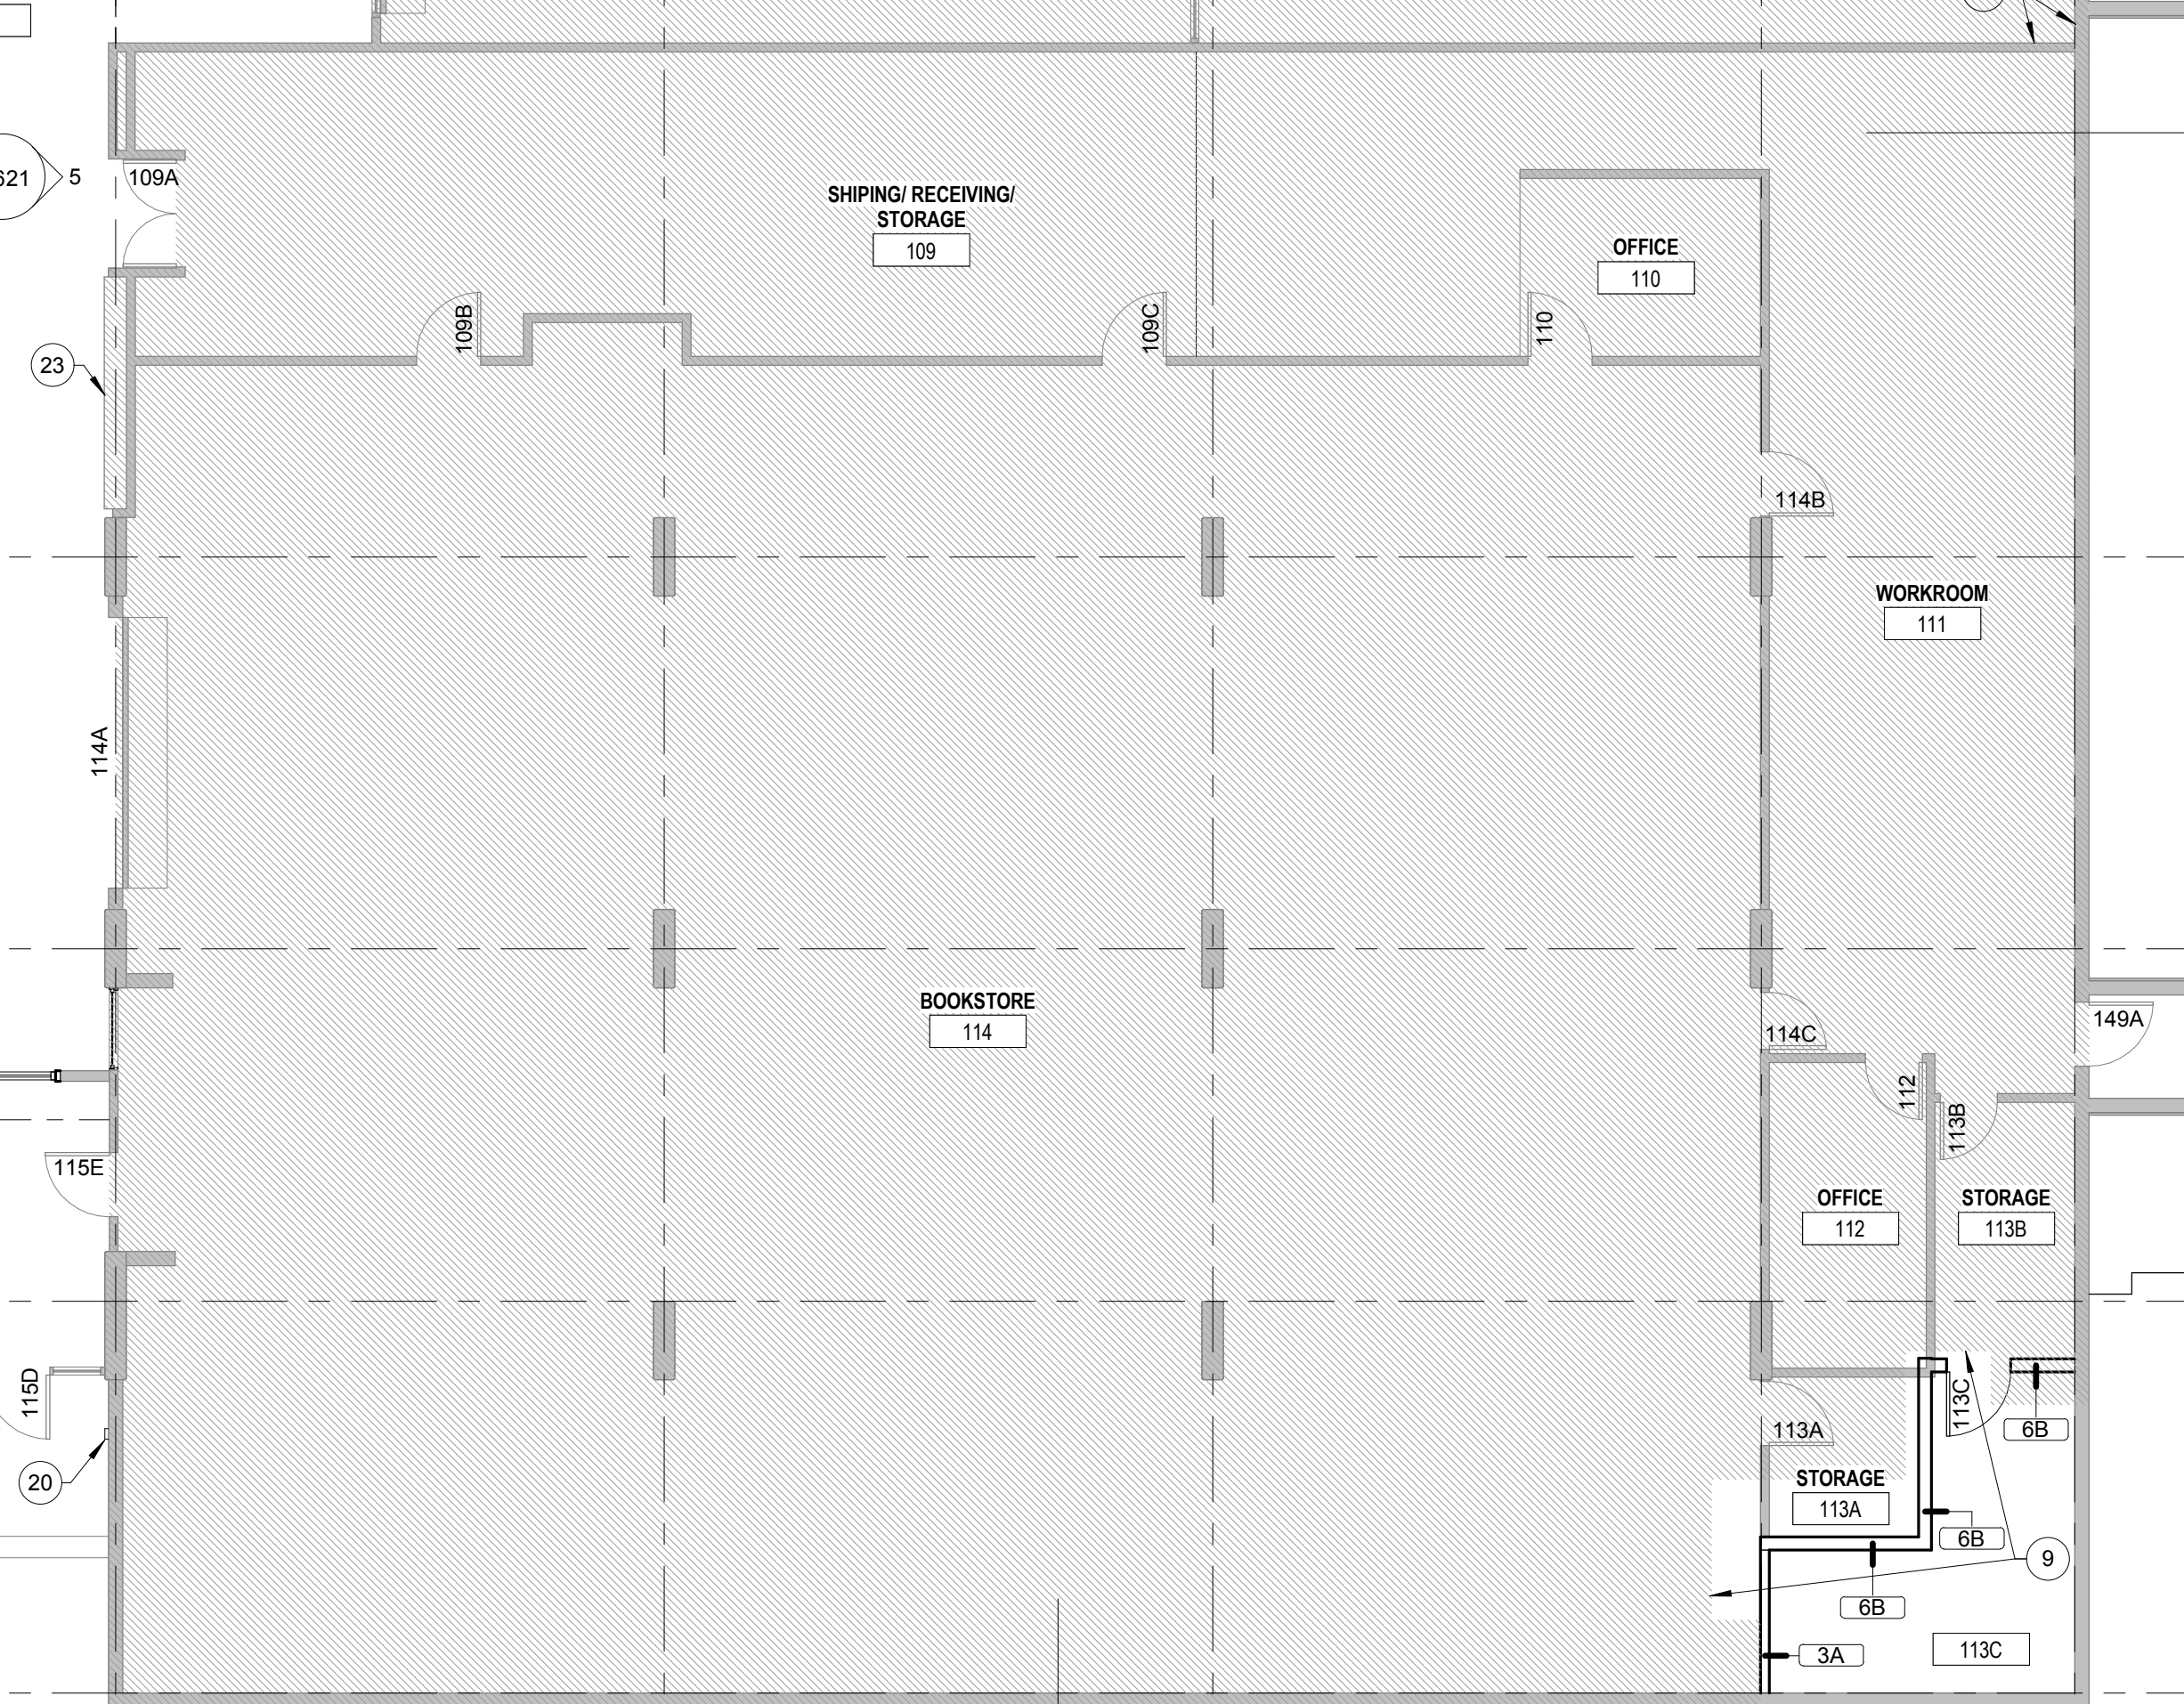 621
5
109A
SHIPING/ RECEIVING/
STORAGE
109
OFFICE
110
109B
109C
110
23
114B
WORKROOM
111
114A
BOOKSTORE
114
114C
149A
112
113B
115E
OFFICE
112
STORAGE
113B
115D
113C
6B
113A
20
STORAGE
113A
6B
9
6B
3A
113C